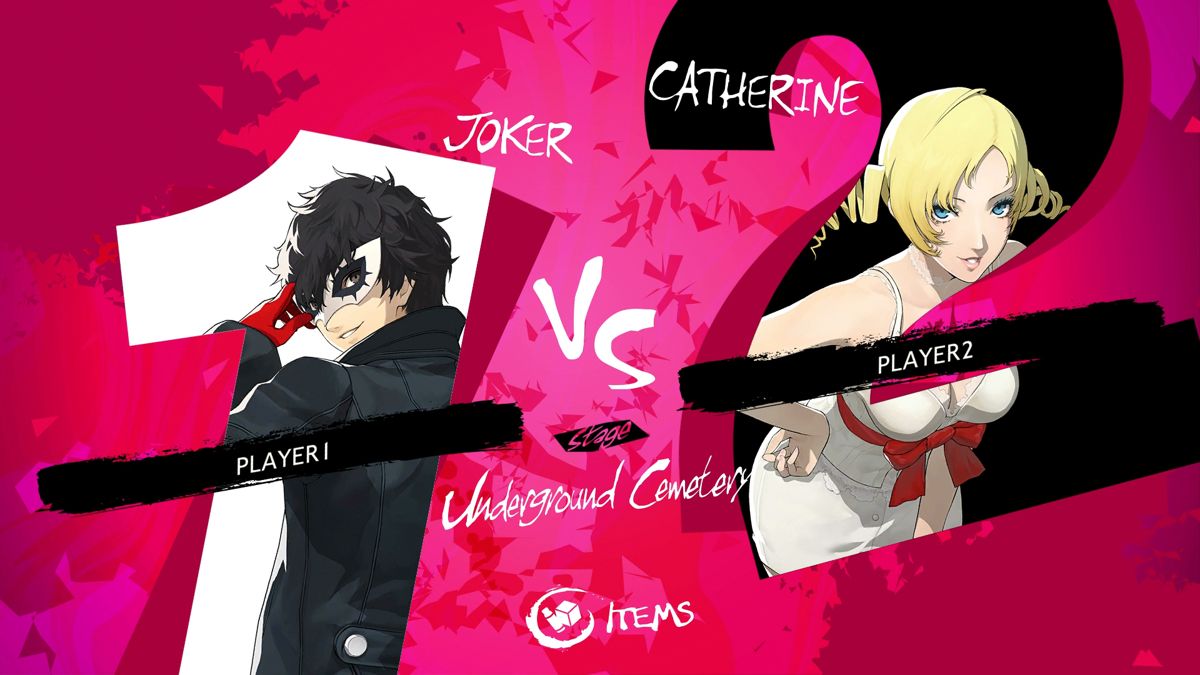 JOKER
CATHERINE
VS
PLAYER1
PLAYER2
stage
Underground Cemetery
ITEMS